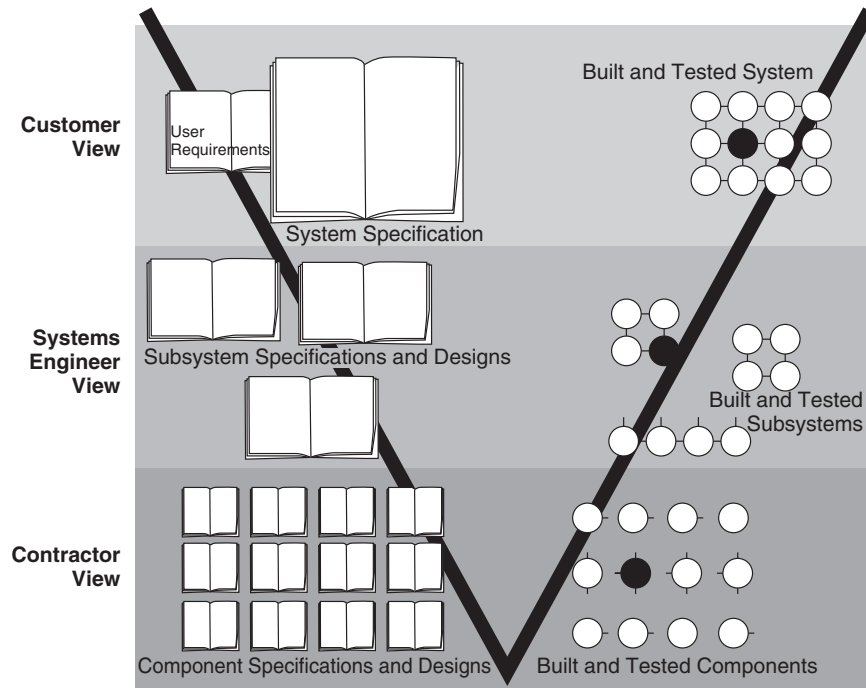 Customer
View
User
Requirements
System Specification
Built and Tested System
Systems
Engineer
View
Subsystem Specifications and Designs
Built and Tested
Subsystems
Contractor
View
Component Specifications and Designs
Built and Tested Components